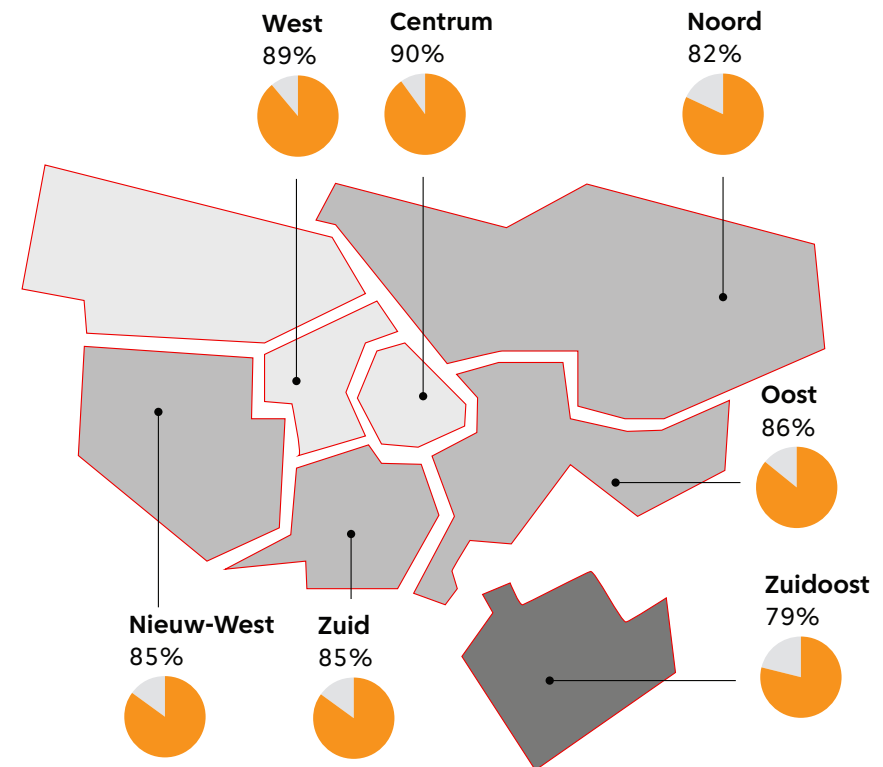 West
89%
Centrum
90%
Noord
82%
Oost
86%
Zuidoost
79%
Nieuw-West
85%
Zuid
85%